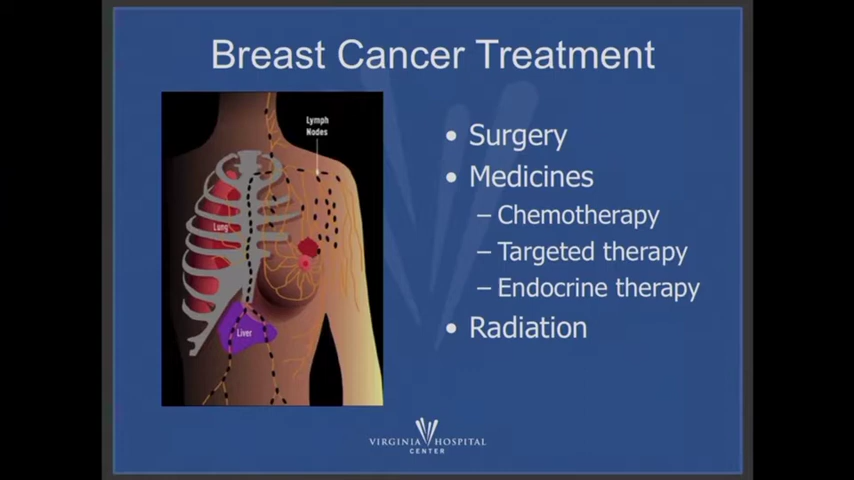 Breast Cancer Treatment
Lymph
Nodes
Lung
Liver
• Surgery
• Medicines
– Chemotherapy
– Targeted therapy
– Endocrine therapy
• Radiation
VIRGINIA HOSPITAL
CENTER